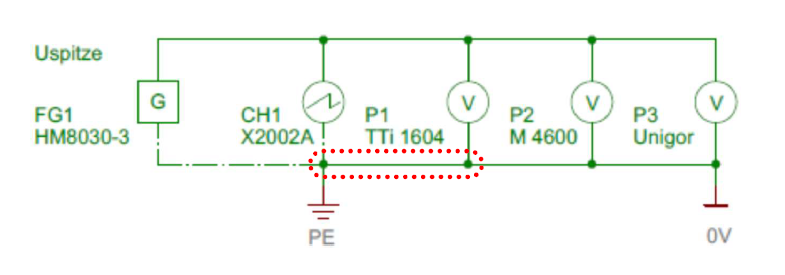 Uspitze
G
FG1
HM8030-3
CH1
X2002A
P1
TTi 1604
V
P2
M 4600
V
P3
Unigor
V
PE
0V